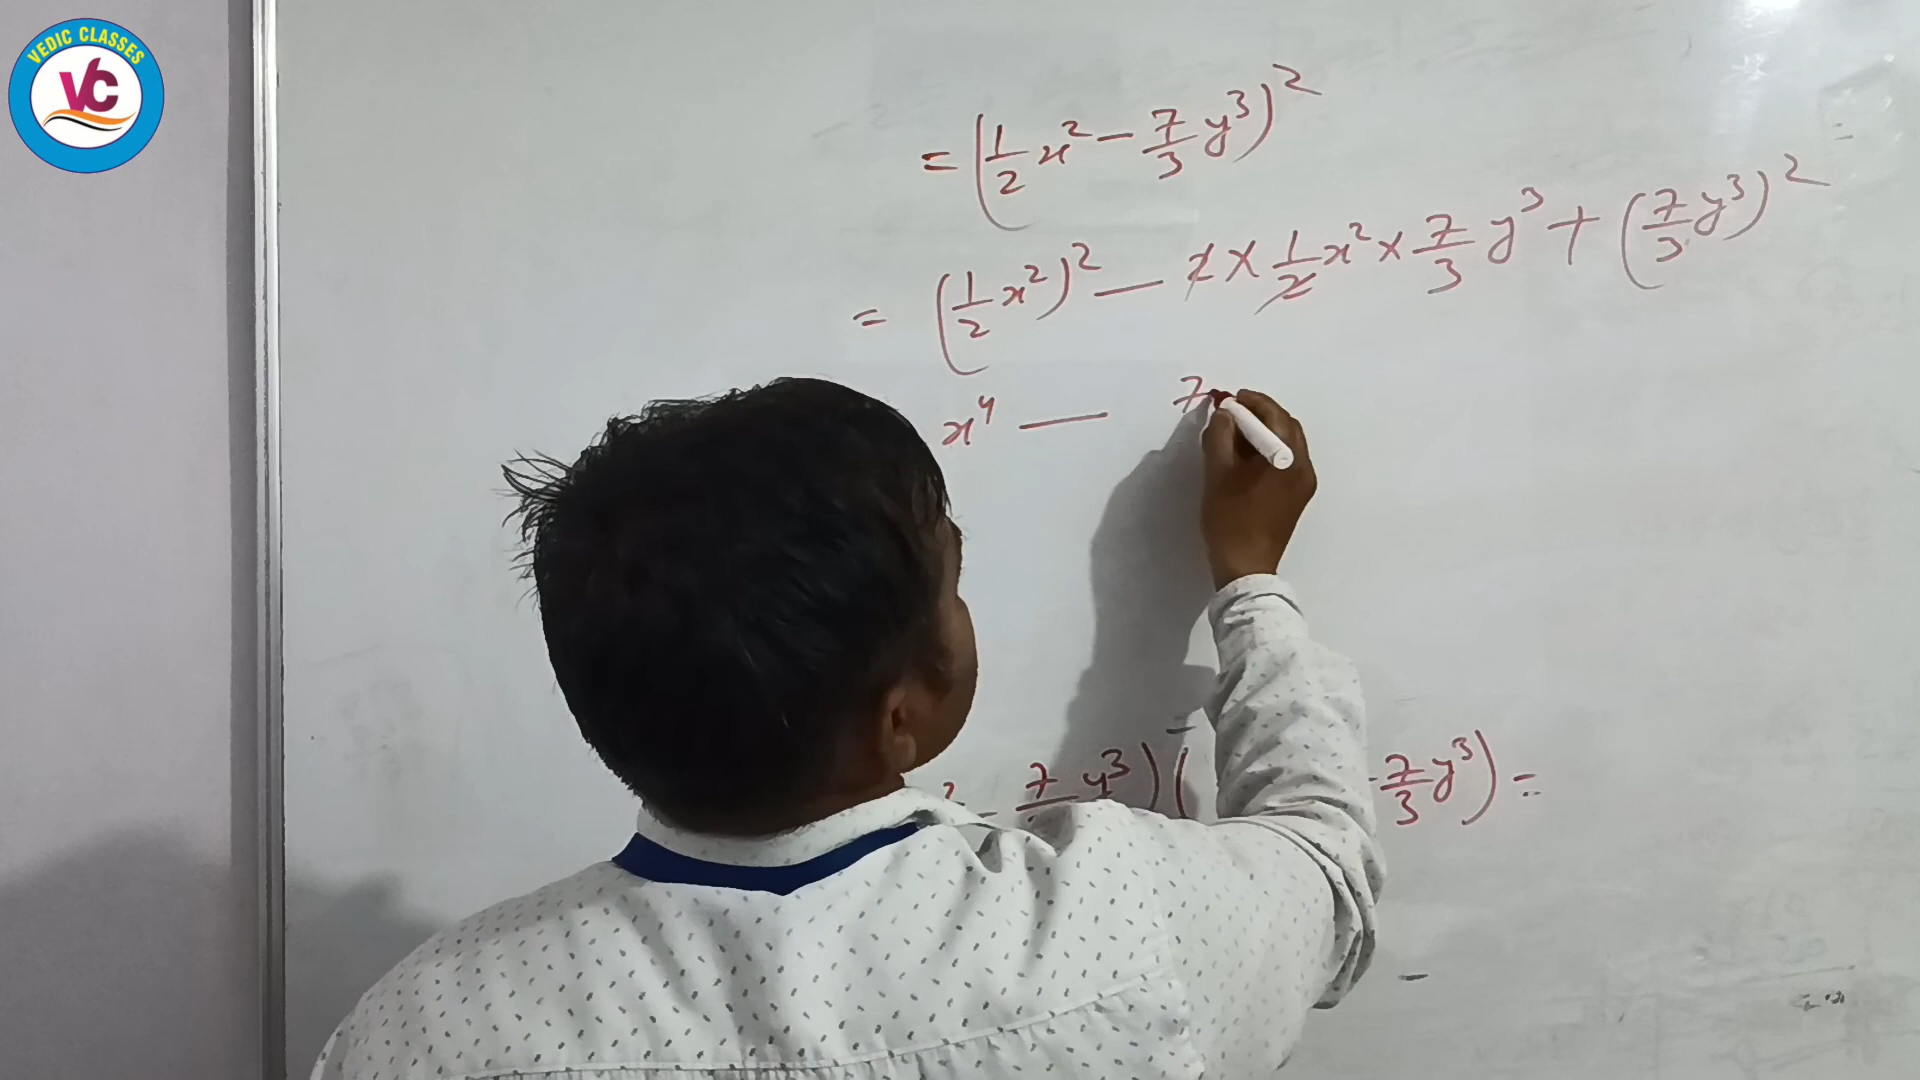 VEDIC CLASSES
VC
= (1/2 x² - 7/3 y³)²
= (1/2 x²)² - 2 × 1/2 x² × 7/3 y³ + (7/3 y³)²
x⁴ - 7
- 7 y³) ( 7/3 y³) =